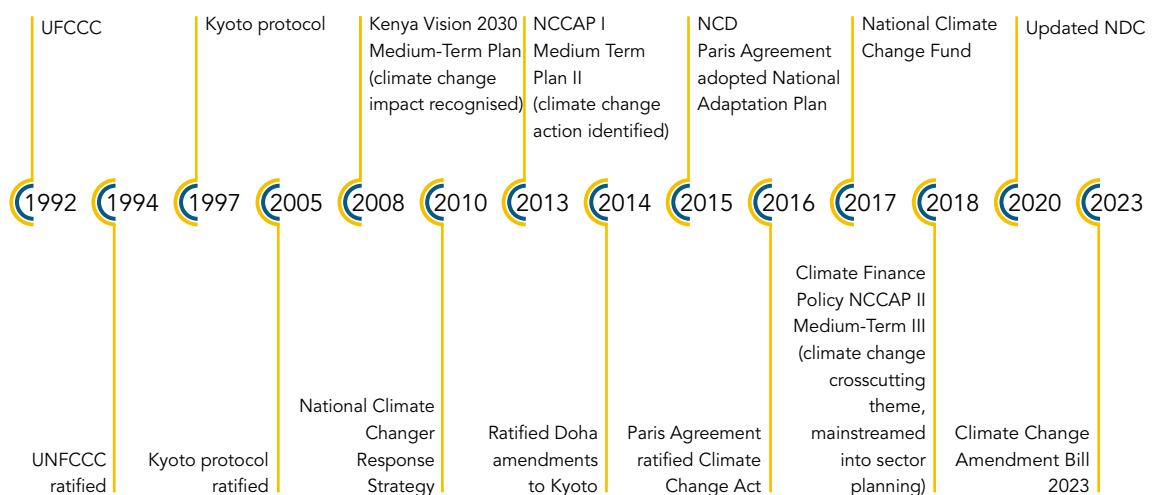 UFCCC
Kyoto protocol
Kenya Vision 2030
Medium-Term Plan
(climate change
impact recognised)
NCCAP I
Medium Term
Plan II
(climate change
action identified)
NCD
Paris Agreement
adopted National
Adaptation Plan
National Climate
Change Fund
Updated NDC
1992 1994 1997 2005 2008 2010 2013 2014 2015 2016 2017 2018 2020 2023
UNFCCC
ratified
Kyoto protocol
ratified
National Climate
Changer
Response
Strategy
Ratified Doha
amendments
to Kyoto
Paris Agreement
ratified Climate
Change Act
Climate Finance
Policy NCCAP II
Medium-Term III
(climate change
crosscutting
theme,
mainstreamed
into sector
planning)
Climate Change
Amendment Bill
2023